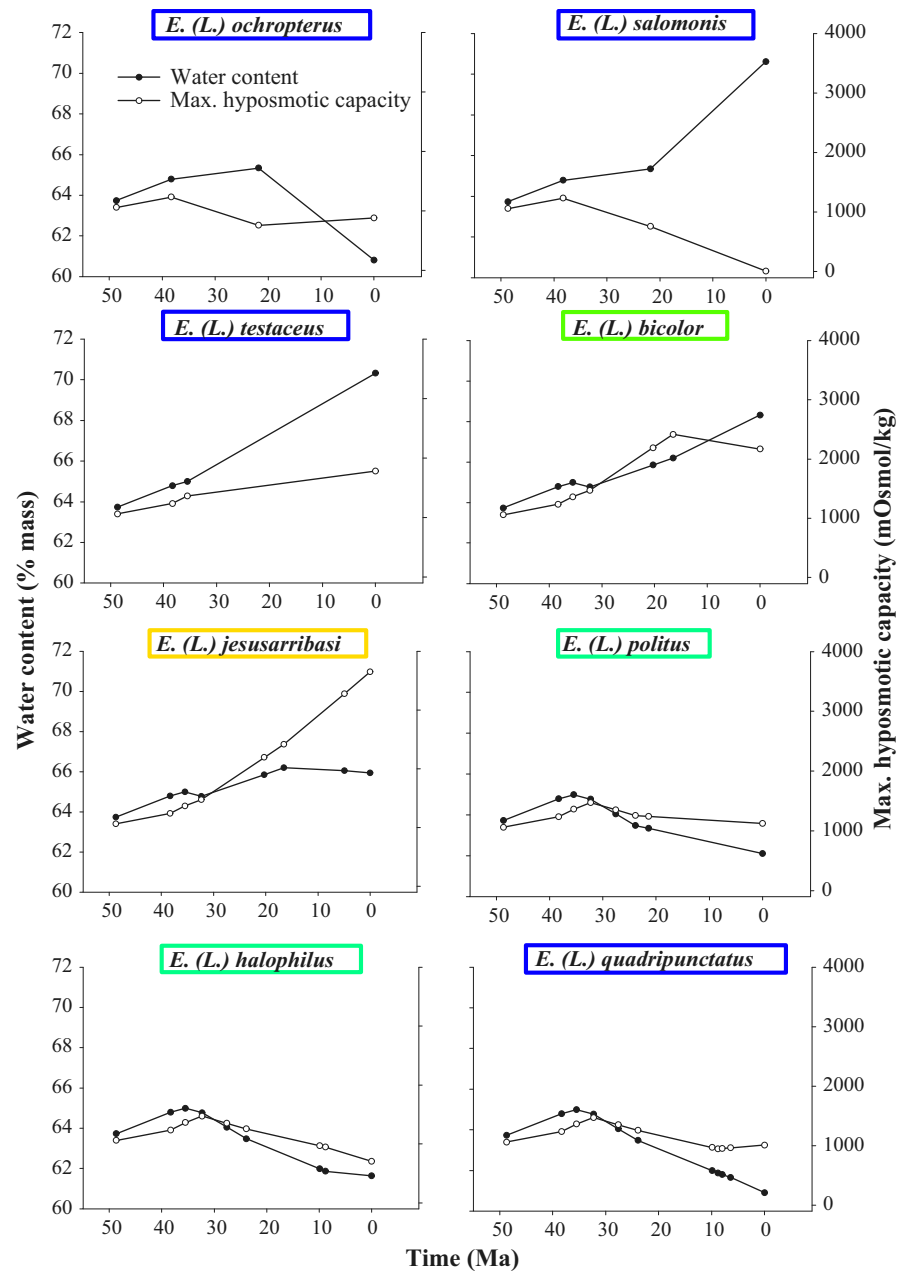 E. (L.) ochropterus
E. (L.) salomonis
Water content
Max. hyposmotic capacity
72
70
68
66
64
62
60
50 40 30 20 10 0
50 40 30 20 10 0
4000
3000
2000
1000
0
E. (L.) testaceus
E. (L.) bicolor
72
70
66
64
62
60
50 40 30 20 10 0
50 40 30 20 10 0
4000
3000
2000
1000
0
E. (L.) jesusarribasi
E. (L.) politus
72
70
68
66
64
62
60
50 40 30 20 10 0
50 40 30 20 10 0
4000
3000
2000
1000
0
E. (L.) halophilus
E. (L.) quadripunctatus
72
70
68
66
64
62
60
50 40 30 20 10 0
50 40 30 20 10 0
4000
3000
2000
1000
0
Water content (% mass)
Max. hyposmotic capacity (mOsmol/kg)
Time (Ma)